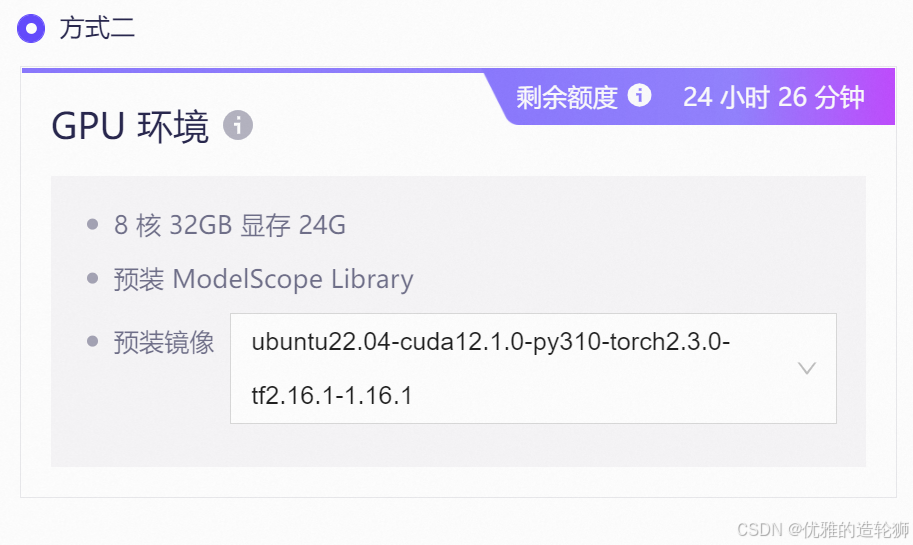 方式二
剩余额度 24 小时 26 分钟
GPU 环境
8 核 32GB 显存 24G
预装 ModelScope Library
预装镜像 ubuntu22.04-cuda12.1.0-py310-torch2.3.0-
tf2.16.1-1.16.1
CSDN @优雅的造轮狮